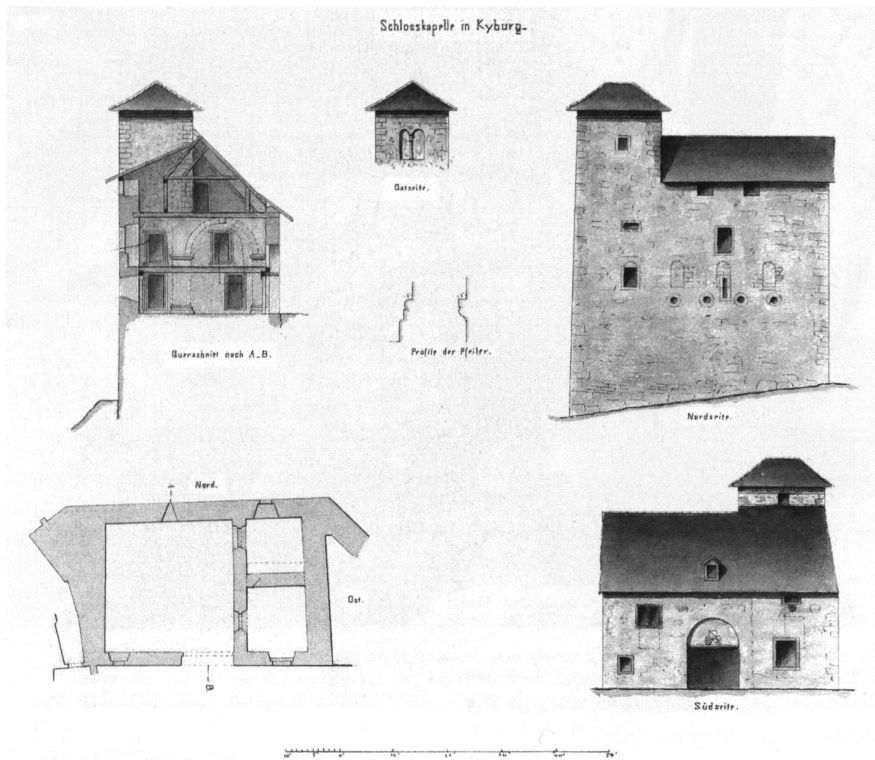 Schlosskapelle in Kyburg.
Ostseite.
Querschnitt nach A-B.
Profile der Pfeiler.
Nordseite.
Nord.
A
Ost.
B
Südseite.